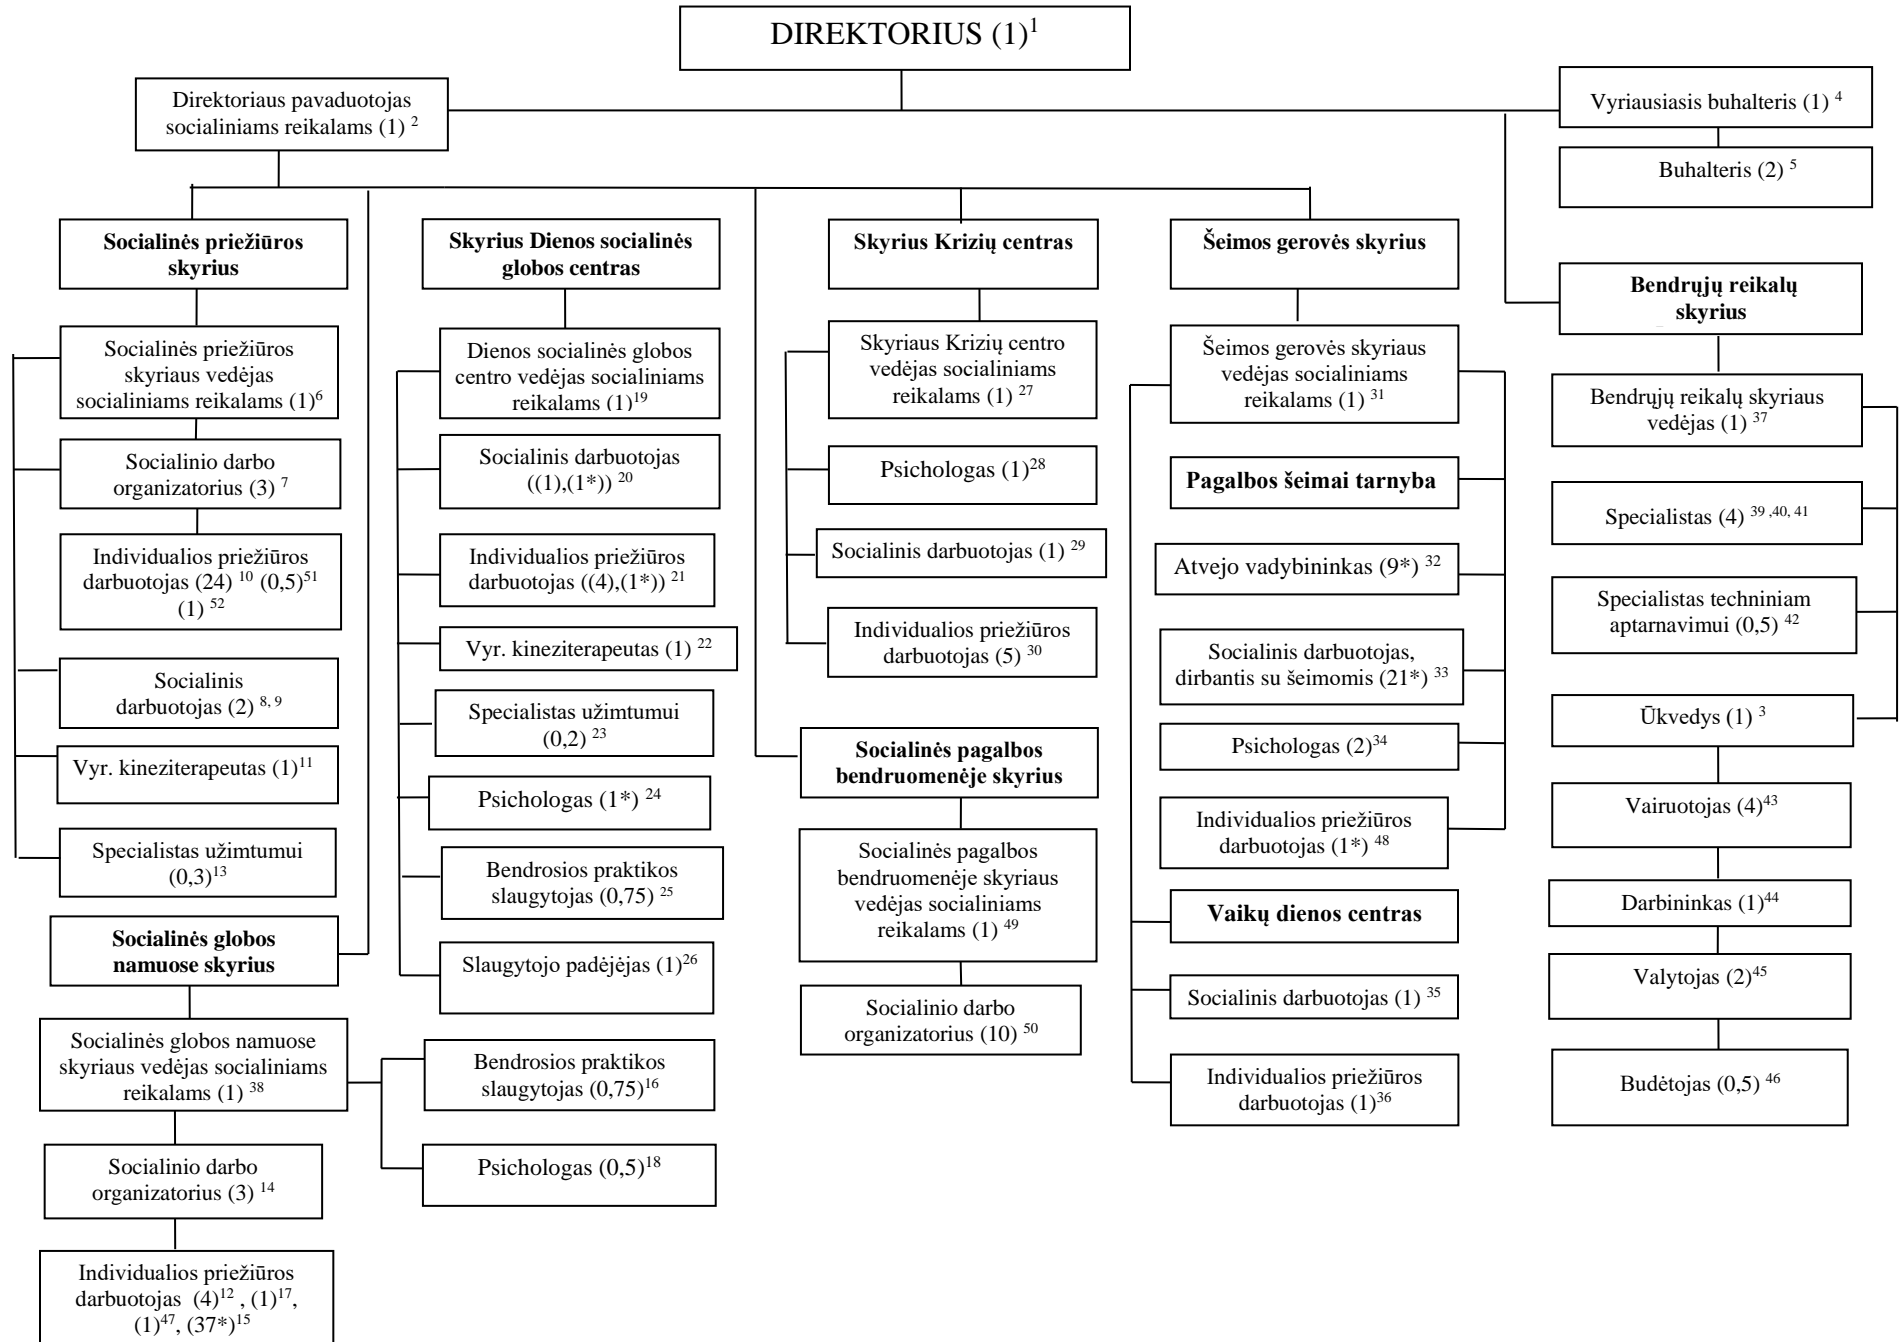 DIREKTORIUS (1)¹
Direktoriaus pavaduotojas
socialiniams reikalams (1) ²
Vyriausiasis buhalteris (1) ⁴
Buhalteris (2) ⁵
Socialinės priežiūros
skyrius
Socialinės priežiūros
skyriaus vedėjas
socialiniams reikalams (1)⁶
Socialinio darbo
organizatorius (3) ⁷
Individualios priežiūros
darbuotojas (24) ¹⁰ (0,5)⁵¹
(1) ⁵²
Socialinis
darbuotojas (2) ⁸, ⁹
Vyr. kineziterapeutas (1)¹¹
Specialistas užimtumui
(0,3)¹³
Socialinės globos
namuose skyrius
Socialinės globos namuose
skyriaus vedėjas socialiniams
reikalams (1) ³⁸
Socialinio darbo
organizatorius (3) ¹⁴
Individualios priežiūros
darbuotojas (4)¹² , (1)¹⁷,
(1)⁴⁷, (37*)¹⁵
Skyrius Dienos socialinės
globos centras
Dienos socialinės globos
centro vedėjas socialiniams
reikalams (1)¹⁹
Socialinis darbuotojas
((1),(1*)) ²⁰
Individualios priežiūros
darbuotojas ((4),(1*)) ²¹
Vyr. kineziterapeutas (1) ²²
Specialistas užimtumui
(0,2) ²³
Psichologas (1*) ²⁴
Bendrosios praktikos
slaugytojas (0,75) ²⁵
Slaugytojo padėjėjas (1)²⁶
Bendrosios praktikos
slaugytojas (0,75)¹⁶
Psichologas (0,5)¹⁸
Skyrius Krizių centras
Skyriaus Krizių centro
vedėjas socialiniams
reikalams (1) ²⁷
Psichologas (1)²⁸
Socialinis darbuotojas (1) ²⁹
Individualios priežiūros
darbuotojas (5) ³⁰
Socialinės pagalbos
bendruomenėje skyrius
Socialinės pagalbos
bendruomenėje skyriaus
vedėjas socialiniams
reikalams (1) ⁴⁹
Socialinio darbo
organizatorius (10) ⁵⁰
Šeimos gerovės skyrius
Šeimos gerovės skyriaus
vedėjas socialiniams
reikalams (1) ³¹
Pagalbos šeimai tarnyba
Atvejo vadybininkas (9*) ³²
Socialinis darbuotojas,
dirbantis su šeimomis (21*) ³³
Psichologas (2)³⁴
Individualios priežiūros
darbuotojas (1*) ⁴⁸
Vaikų dienos centras
Socialinis darbuotojas (1) ³⁵
Individualios priežiūros
darbuotojas (1)³⁶
Bendrųjų reikalų
skyrius
Bendrųjų reikalų skyriaus
vedėjas (1) ³⁷
Specialistas (4) ³⁹ ,⁴⁰, ⁴¹
Specialistas techniniam
aptarnavimui (0,5) ⁴²
Ūkvedys (1) ³
Vairuotojas (4)⁴³
Darbininkas (1)⁴⁴
Valytojas (2)⁴⁵
Budėtojas (0,5) ⁴⁶